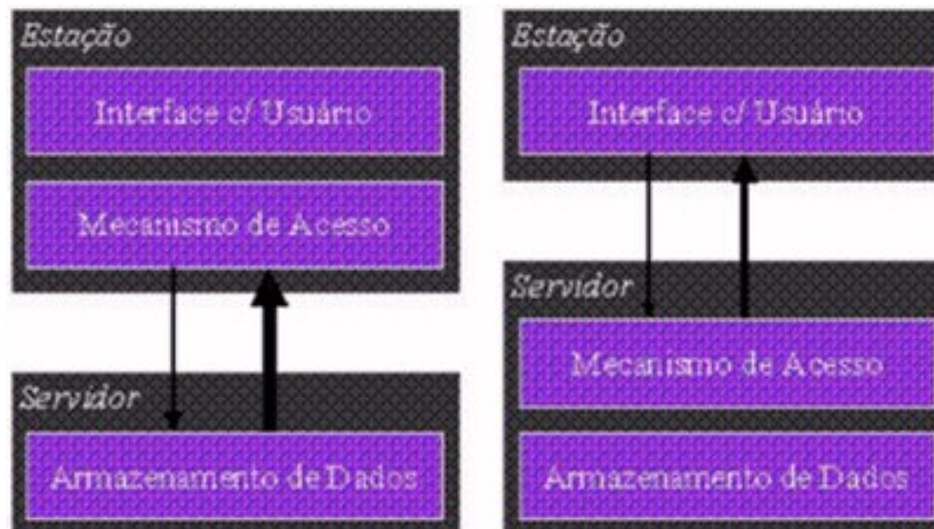 Estação
Interface c/ Usuário
Mecanismo de Acesso
Servidor
Armazenamento de Dados
Estação
Interface c/ Usuário
Servidor
Mecanismo de Acesso
Armazenamento de Dados